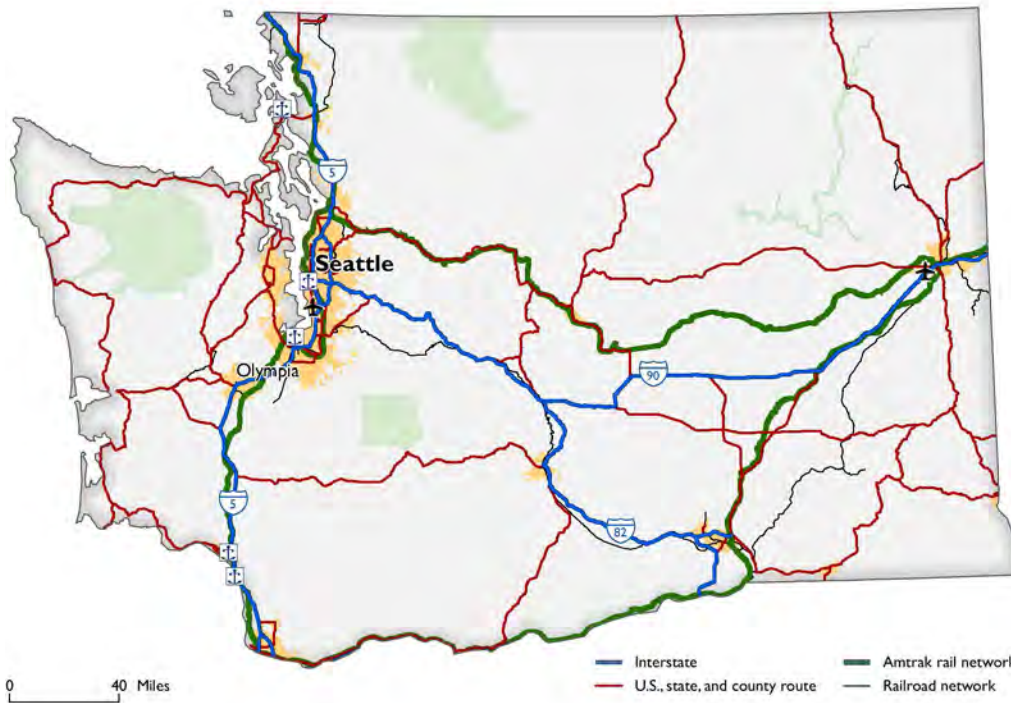 5
Seattle
Olympia
90
5
82
Interstate
Amtrak rail network
U.S., state, and county route
Railroad network
0 40 Miles